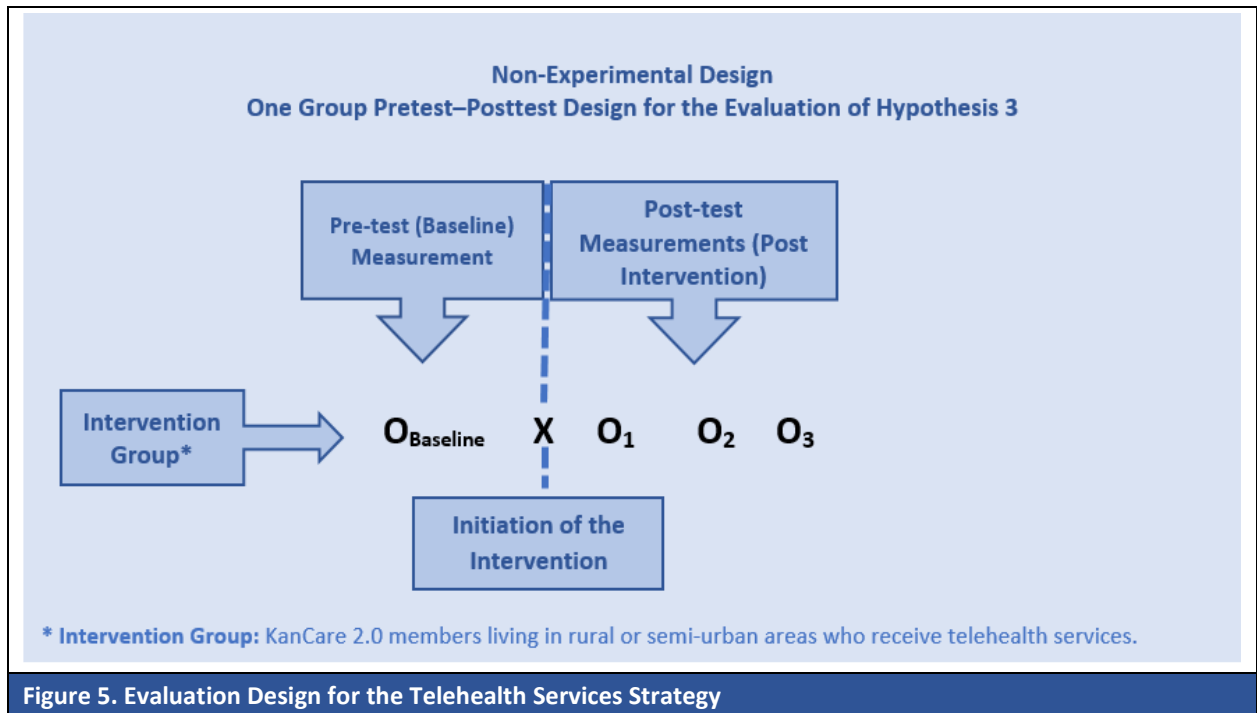 Non-Experimental Design
One Group Pretest–Posttest Design for the Evaluation of Hypothesis 3
Pre-test (Baseline)
Measurement
Post-test
Measurements (Post
Intervention)
Intervention
Group*
OBaseline X O1 O2 O3
Initiation of the
Intervention
* Intervention Group: KanCare 2.0 members living in rural or semi-urban areas who receive telehealth services.
Figure 5. Evaluation Design for the Telehealth Services Strategy